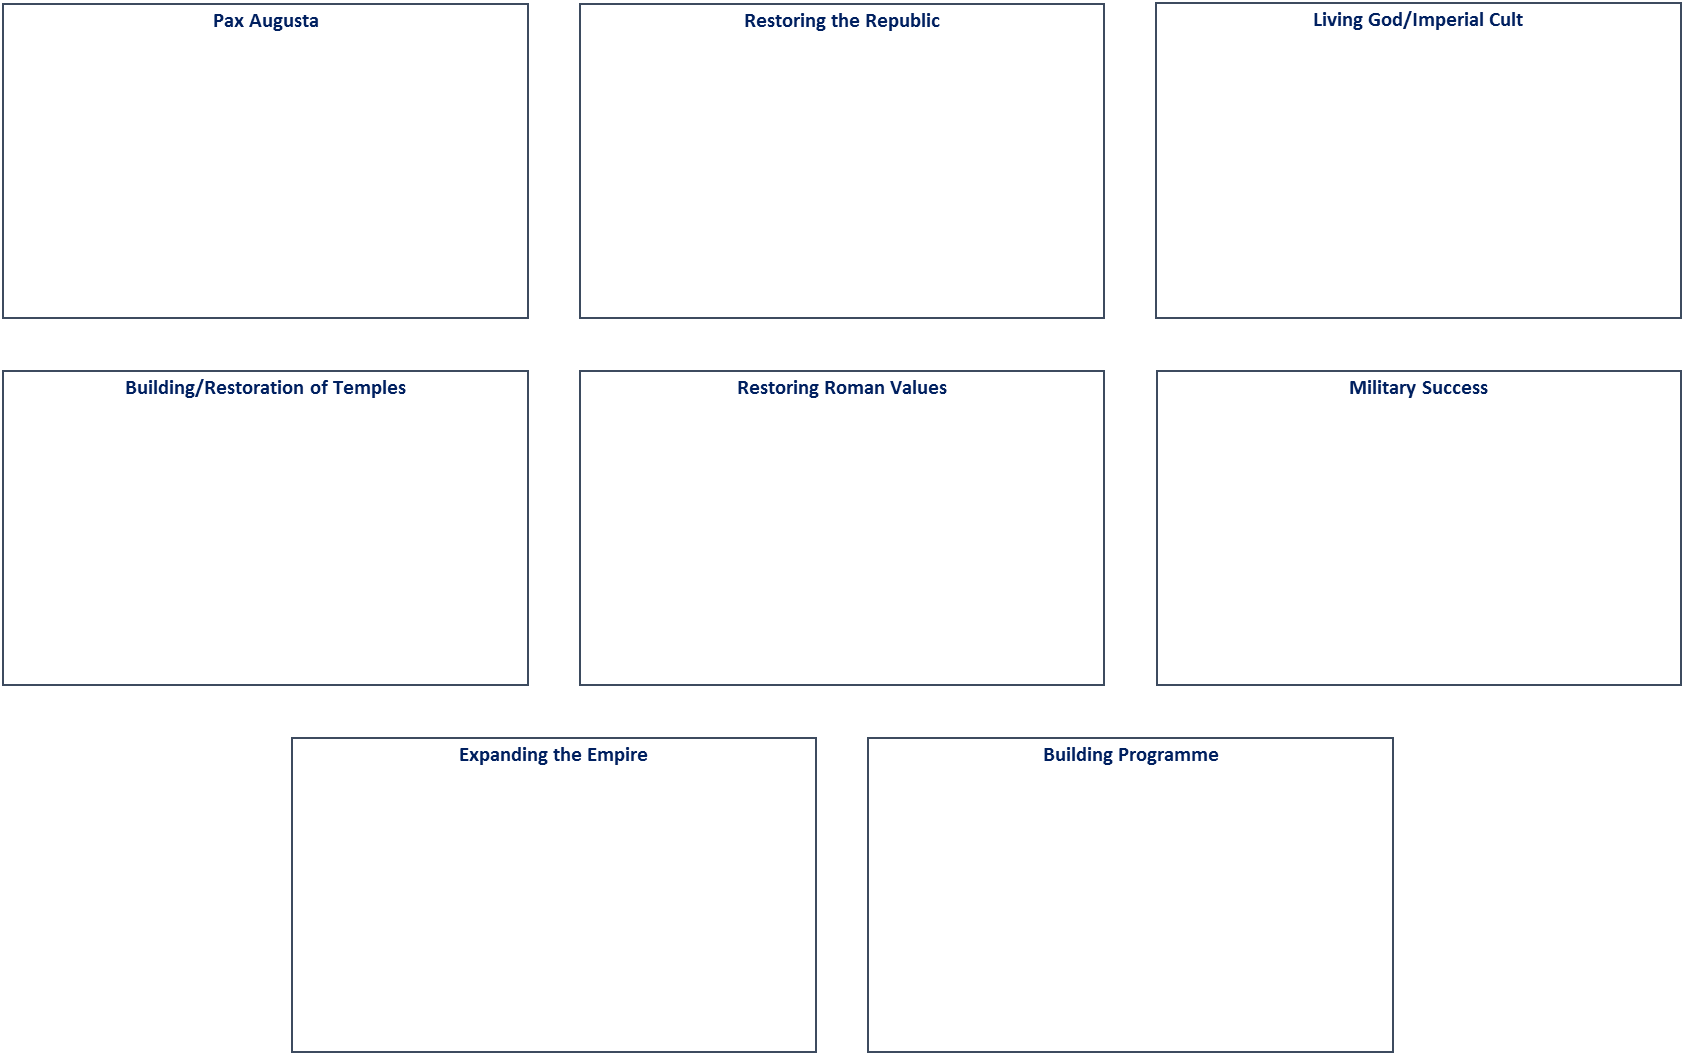 Pax Augusta
Restoring the Republic
Living God/Imperial Cult
Building/Restoration of Temples
Restoring Roman Values
Military Success
Expanding the Empire
Building Programme